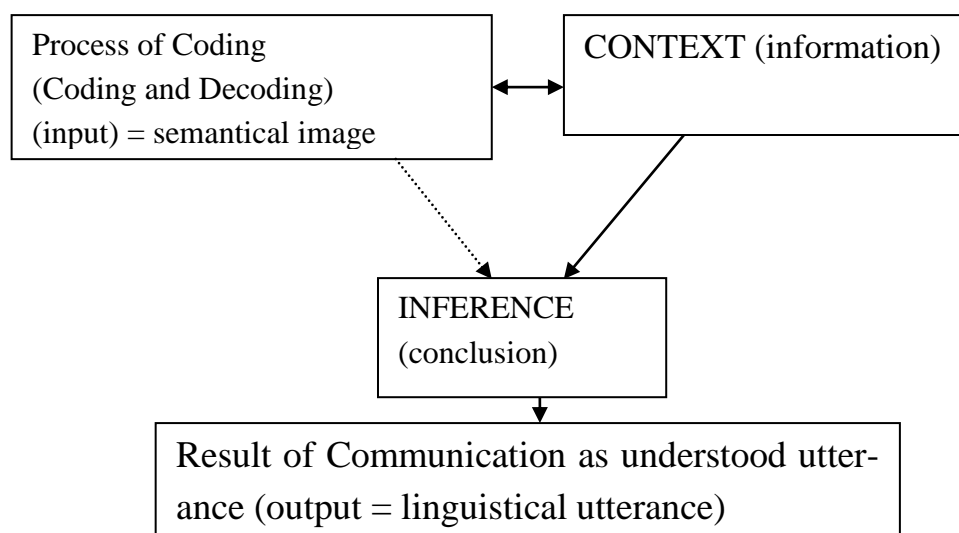 Process of Coding
(Coding and Decoding)
(input) = semantical image
CONTEXT (information)
INFERENCE
(conclusion)
Result of Communication as understood utter-
ance (output = linguistical utterance)